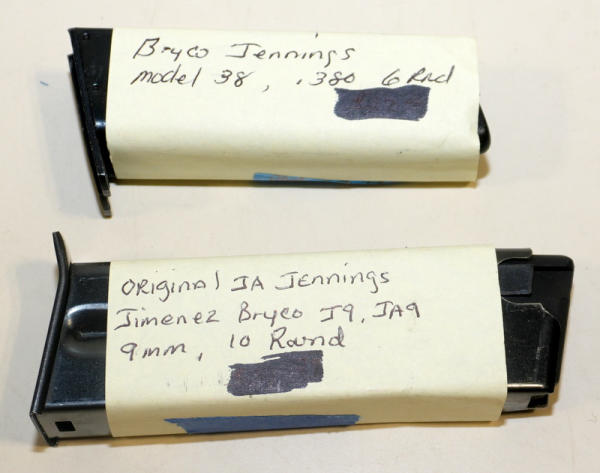 Bryco Jennings
model 38, .380 6 Rnd
ORiginal JA Jennings
Jimenez Bryco J9, JA9
9mm, 10 Round